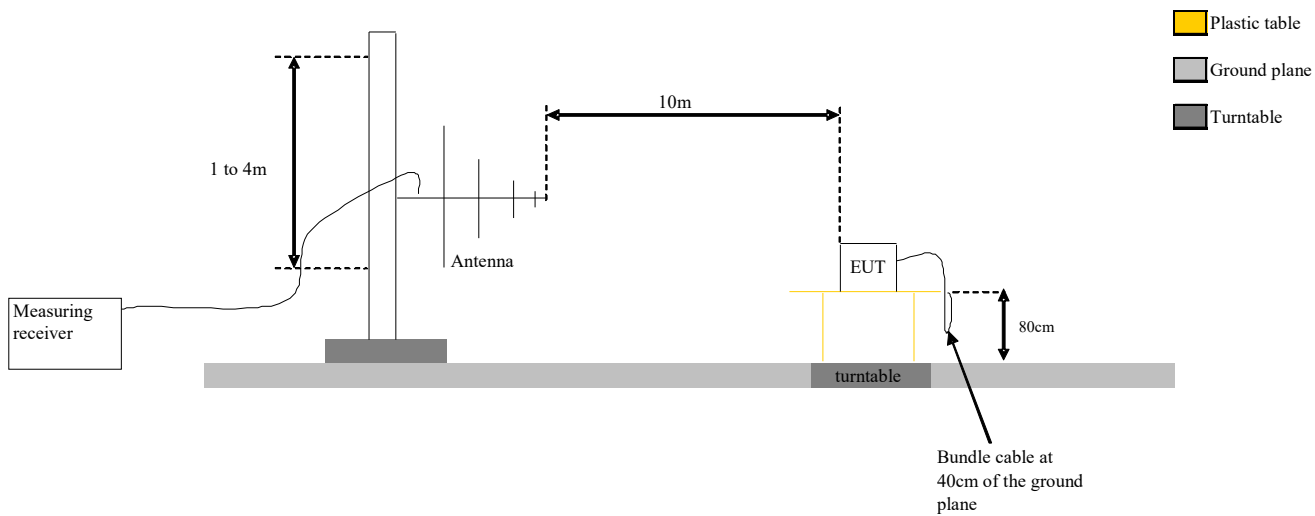 Plastic table
Ground plane
Turntable
10m
1 to 4m
Antenna
EUT
Measuring
receiver
80cm
turntable
Bundle cable at
40cm of the ground
plane